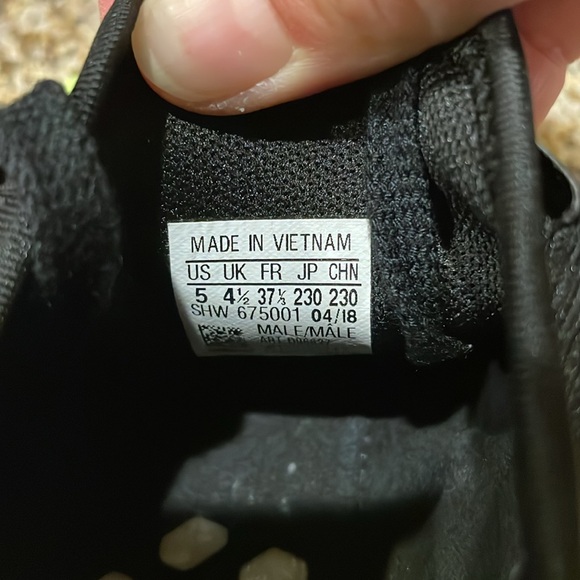 MADE IN VIETNAM
US UK FR JP CHN
5 4½ 37⅓ 230 230
SHW 675001 04/18
MALE/MÂLE
ART